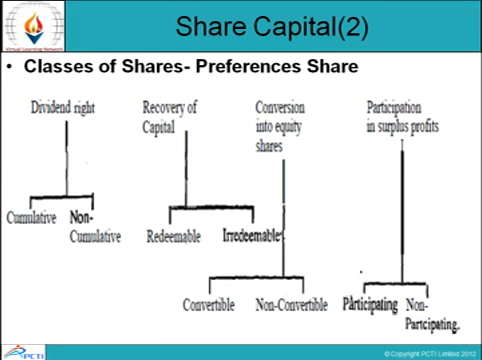 Share Capital(2)
Virtual Learning Network
• Classes of Shares- Preferences Share
Dividend right
Recovery of
Capital
Conversion
into equity
shares
Participation
in surplus profits
Cumulative
Non-
Cumulative
Redeemable
Irredeemable
Convertible
Non-Convertible
Participating
Non-
Partcipating.
PCTI
© Copyright PCTI Limited 2012